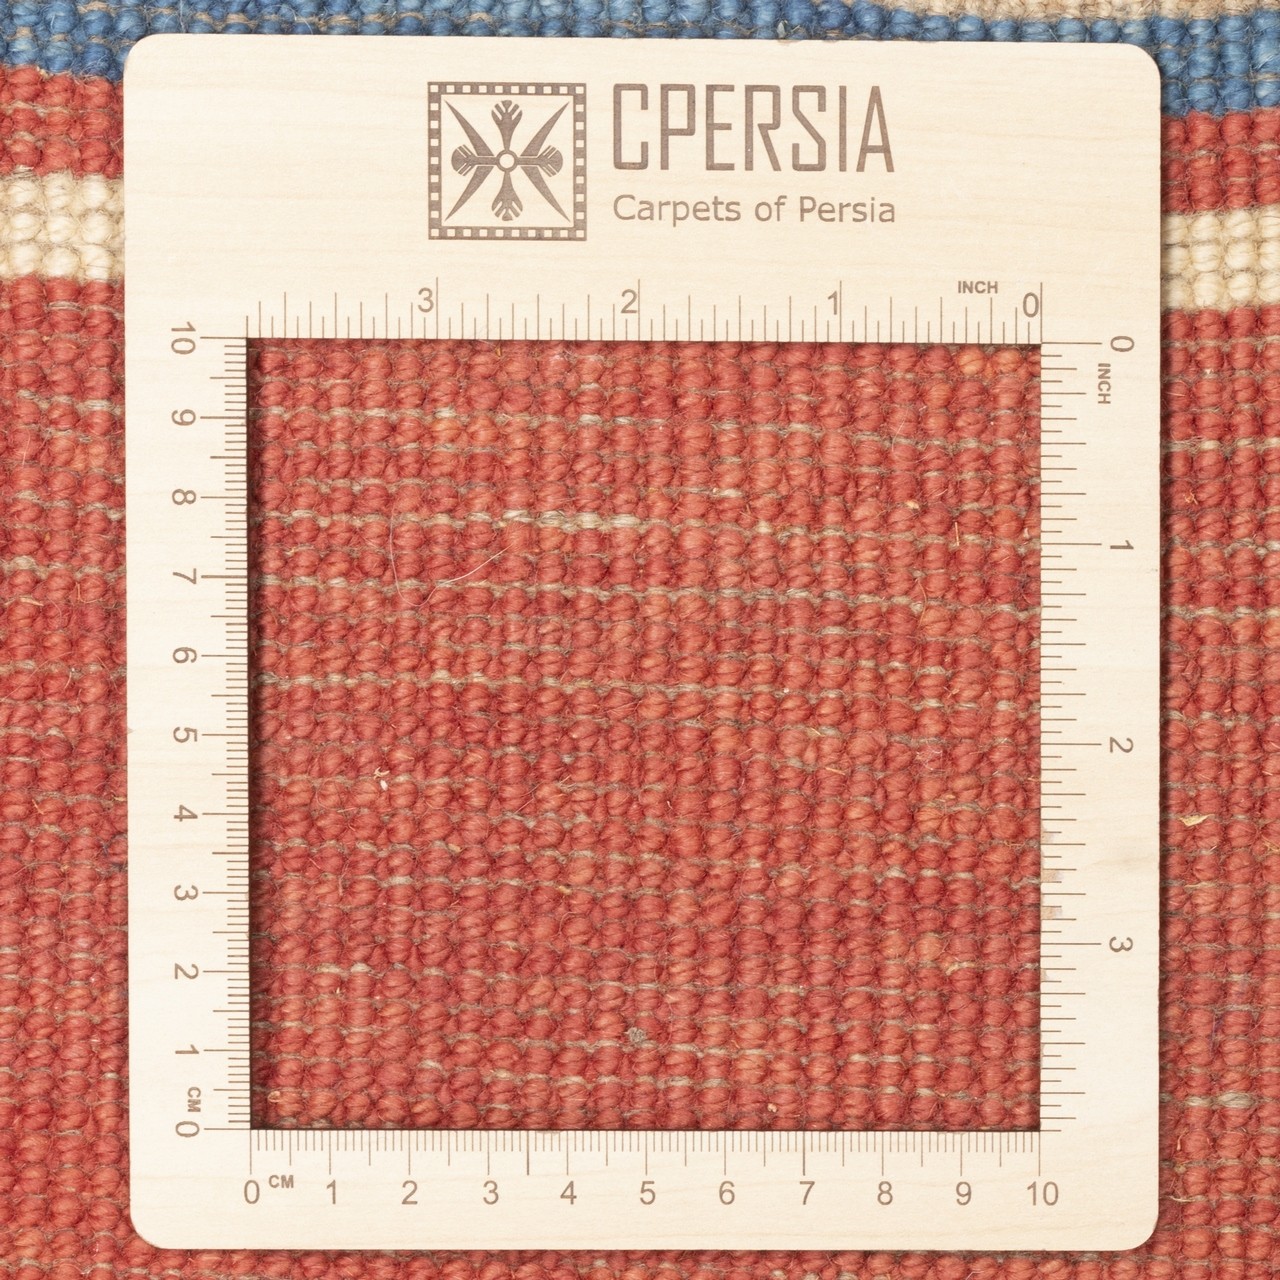 CPERSIA
Carpets of Persia
3 2 1 INCH 0
10 9 8 7 6 5 4 3 2 1 CM 0
0 INCH 1 2 3
0 CM 1 2 3 4 5 6 7 8 9 10